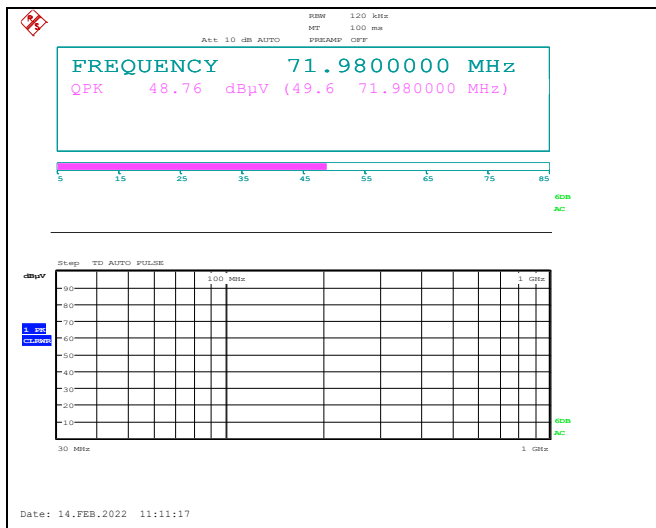 R S
RBW 120 kHz
MT 100 ms
Att 10 dB AUTO PREAMP OFF
FREQUENCY 71.9800000 MHz
QPK 48.76 dBµV (49.6 71.980000 MHz)
5 15 25 35 45 55 65 75 85
6DB
AC
Step TD AUTO PULSE
dBµV
100 MHz 1 GHz
90
80
70
1 PK
CLRWR
60
50
40
30
20
10
6DB
AC
30 MHz 1 GHz
Date: 14.FEB.2022 11:11:17